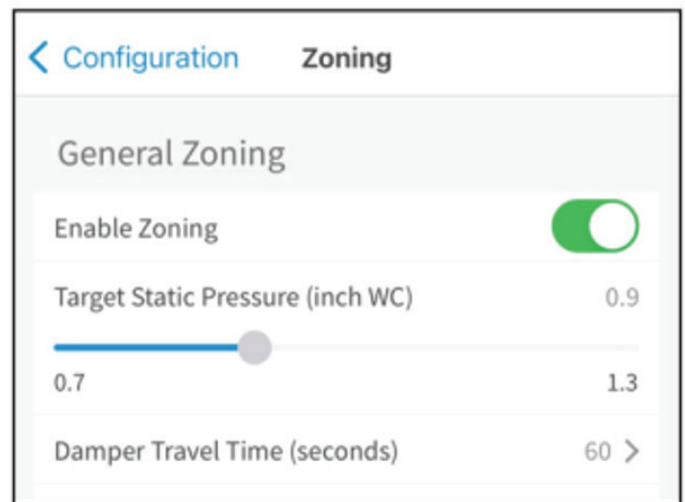 Configuration Zoning
General Zoning
Enable Zoning
Target Static Pressure (inch WC) 0.9
0.7 1.3
Damper Travel Time (seconds) 60